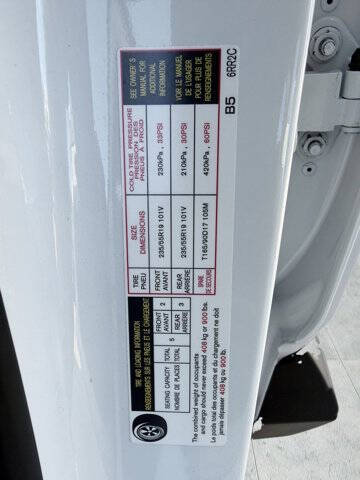 TIRE AND LOADING INFORMATION
RENSEIGNEMENTS SUR LES PNEUS ET LE CHARGEMENT
SEATING CAPACITY TOTAL 5 FRONT 2 REAR 3
NOMBRE DE PLACES TOTAL AVANT ARRIÈRE
The combined weight of occupants
and cargo should never exceed 408 kg or 900 lbs.
Le poids total des occupants et du chargement ne doit
jamais dépasser 408 kg ou 900 lb.
TIRE
PNEU
SIZE
DIMENSIONS
COLD TIRE PRESSURE
PRESSION DES
PNEUS À FROID
SEE OWNER'S
MANUAL FOR
ADDITIONAL
INFORMATION
VOIR LE MANUEL
DE L'USAGER
POUR PLUS DE
RENSEIGNEMENTS
FRONT
AVANT
235/55R19 101V
230kPa, 33PSI
REAR
ARRIÈRE
235/55R19 101V
210kPa, 30PSI
SPARE
DE SECOURS
T165/90D17 105M
420kPa, 60PSI
B5
6RR2C